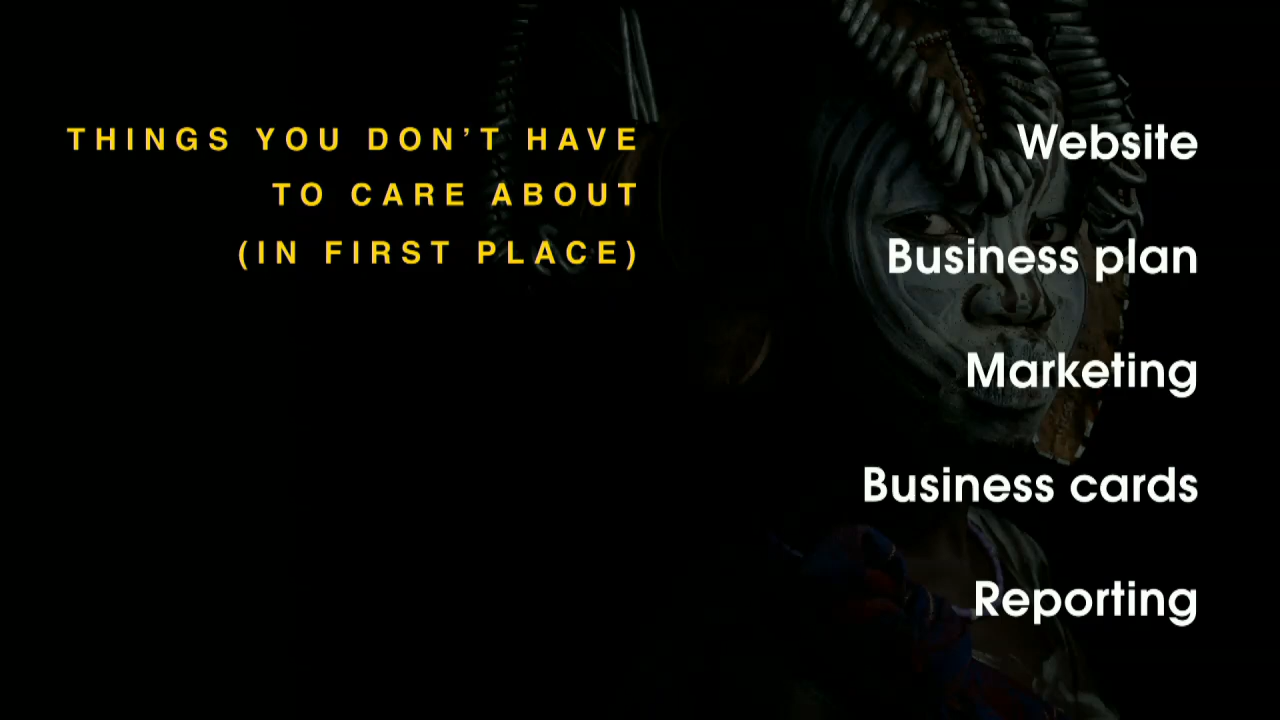 THINGS YOU DON’T HAVE
TO CARE ABOUT
(IN FIRST PLACE)
Website
Business plan
Marketing
Business cards
Reporting